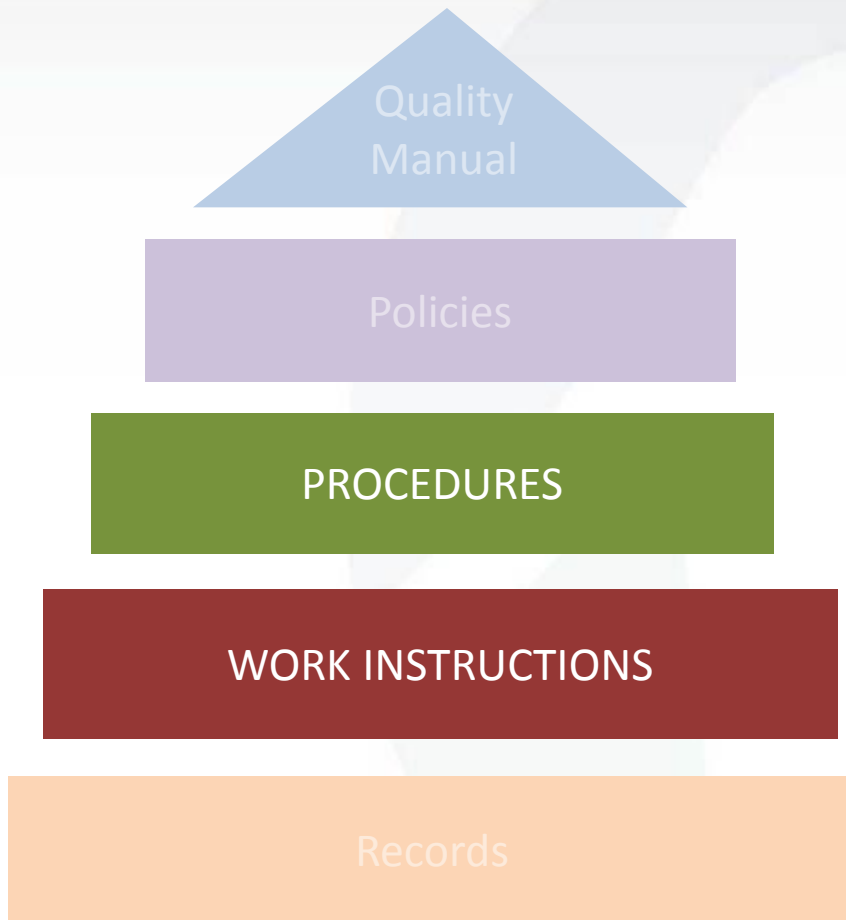 Quality
Manual
Policies
PROCEDURES
WORK INSTRUCTIONS
Records